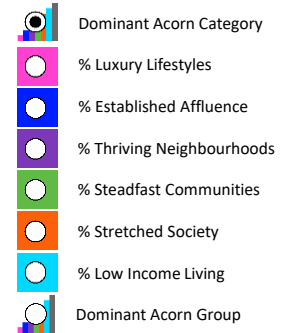 Dominant Acorn Category
% Luxury Lifestyles
% Established Affluence
% Thriving Neighbourhoods
% Steadfast Communities
% Stretched Society
% Low Income Living
Dominant Acorn Group